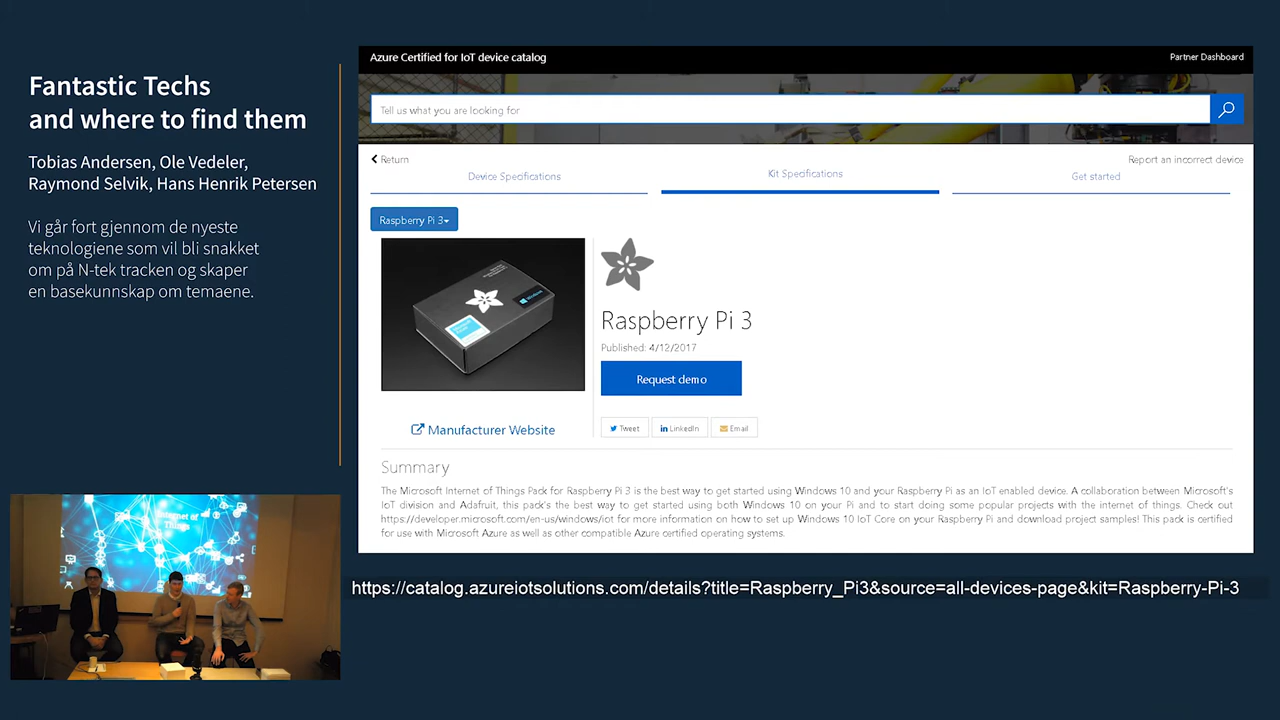 Fantastic Techs
and where to find them
Tobias Andersen, Ole Vedeler,
Raymond Selvik, Hans Henrik Petersen
Vi går fort gjennom de nyeste
teknologiene som vil bli snakket
om på N-tek tracken og skaper
en basekunnskap om temaene.
Azure Certified for IoT device catalog
Partner Dashboard
Tell us what you are looking for
Return
Report an incorrect device
Device Specifications
Kit Specifications
Get started
Raspberry Pi 3
Raspberry Pi 3
Published: 4/12/2017
Request demo
Manufacturer Website
Tweet
LinkedIn
Email
Summary
The Microsoft Internet of Things Pack for Raspberry Pi 3 is the best way to get started using Windows 10 and your Raspberry Pi as an IoT enabled device. A collaboration between Microsoft's
IoT division and Adafruit, this pack's the best way to get started using both Windows 10 on your Pi and to start doing some popular projects with the internet of things. Check out
https://developer.microsoft.com/en-us/windows/iot for more information on how to set up Windows 10 IoT Core on your Raspberry Pi and download project samples! This pack is certified
for use with Microsoft Azure as well as other compatible Azure certified operating systems.
https://catalog.azureiotsolutions.com/details?title=Raspberry_Pi3&source=all-devices-page&kit=Raspberry-Pi-3
Internet of
Things